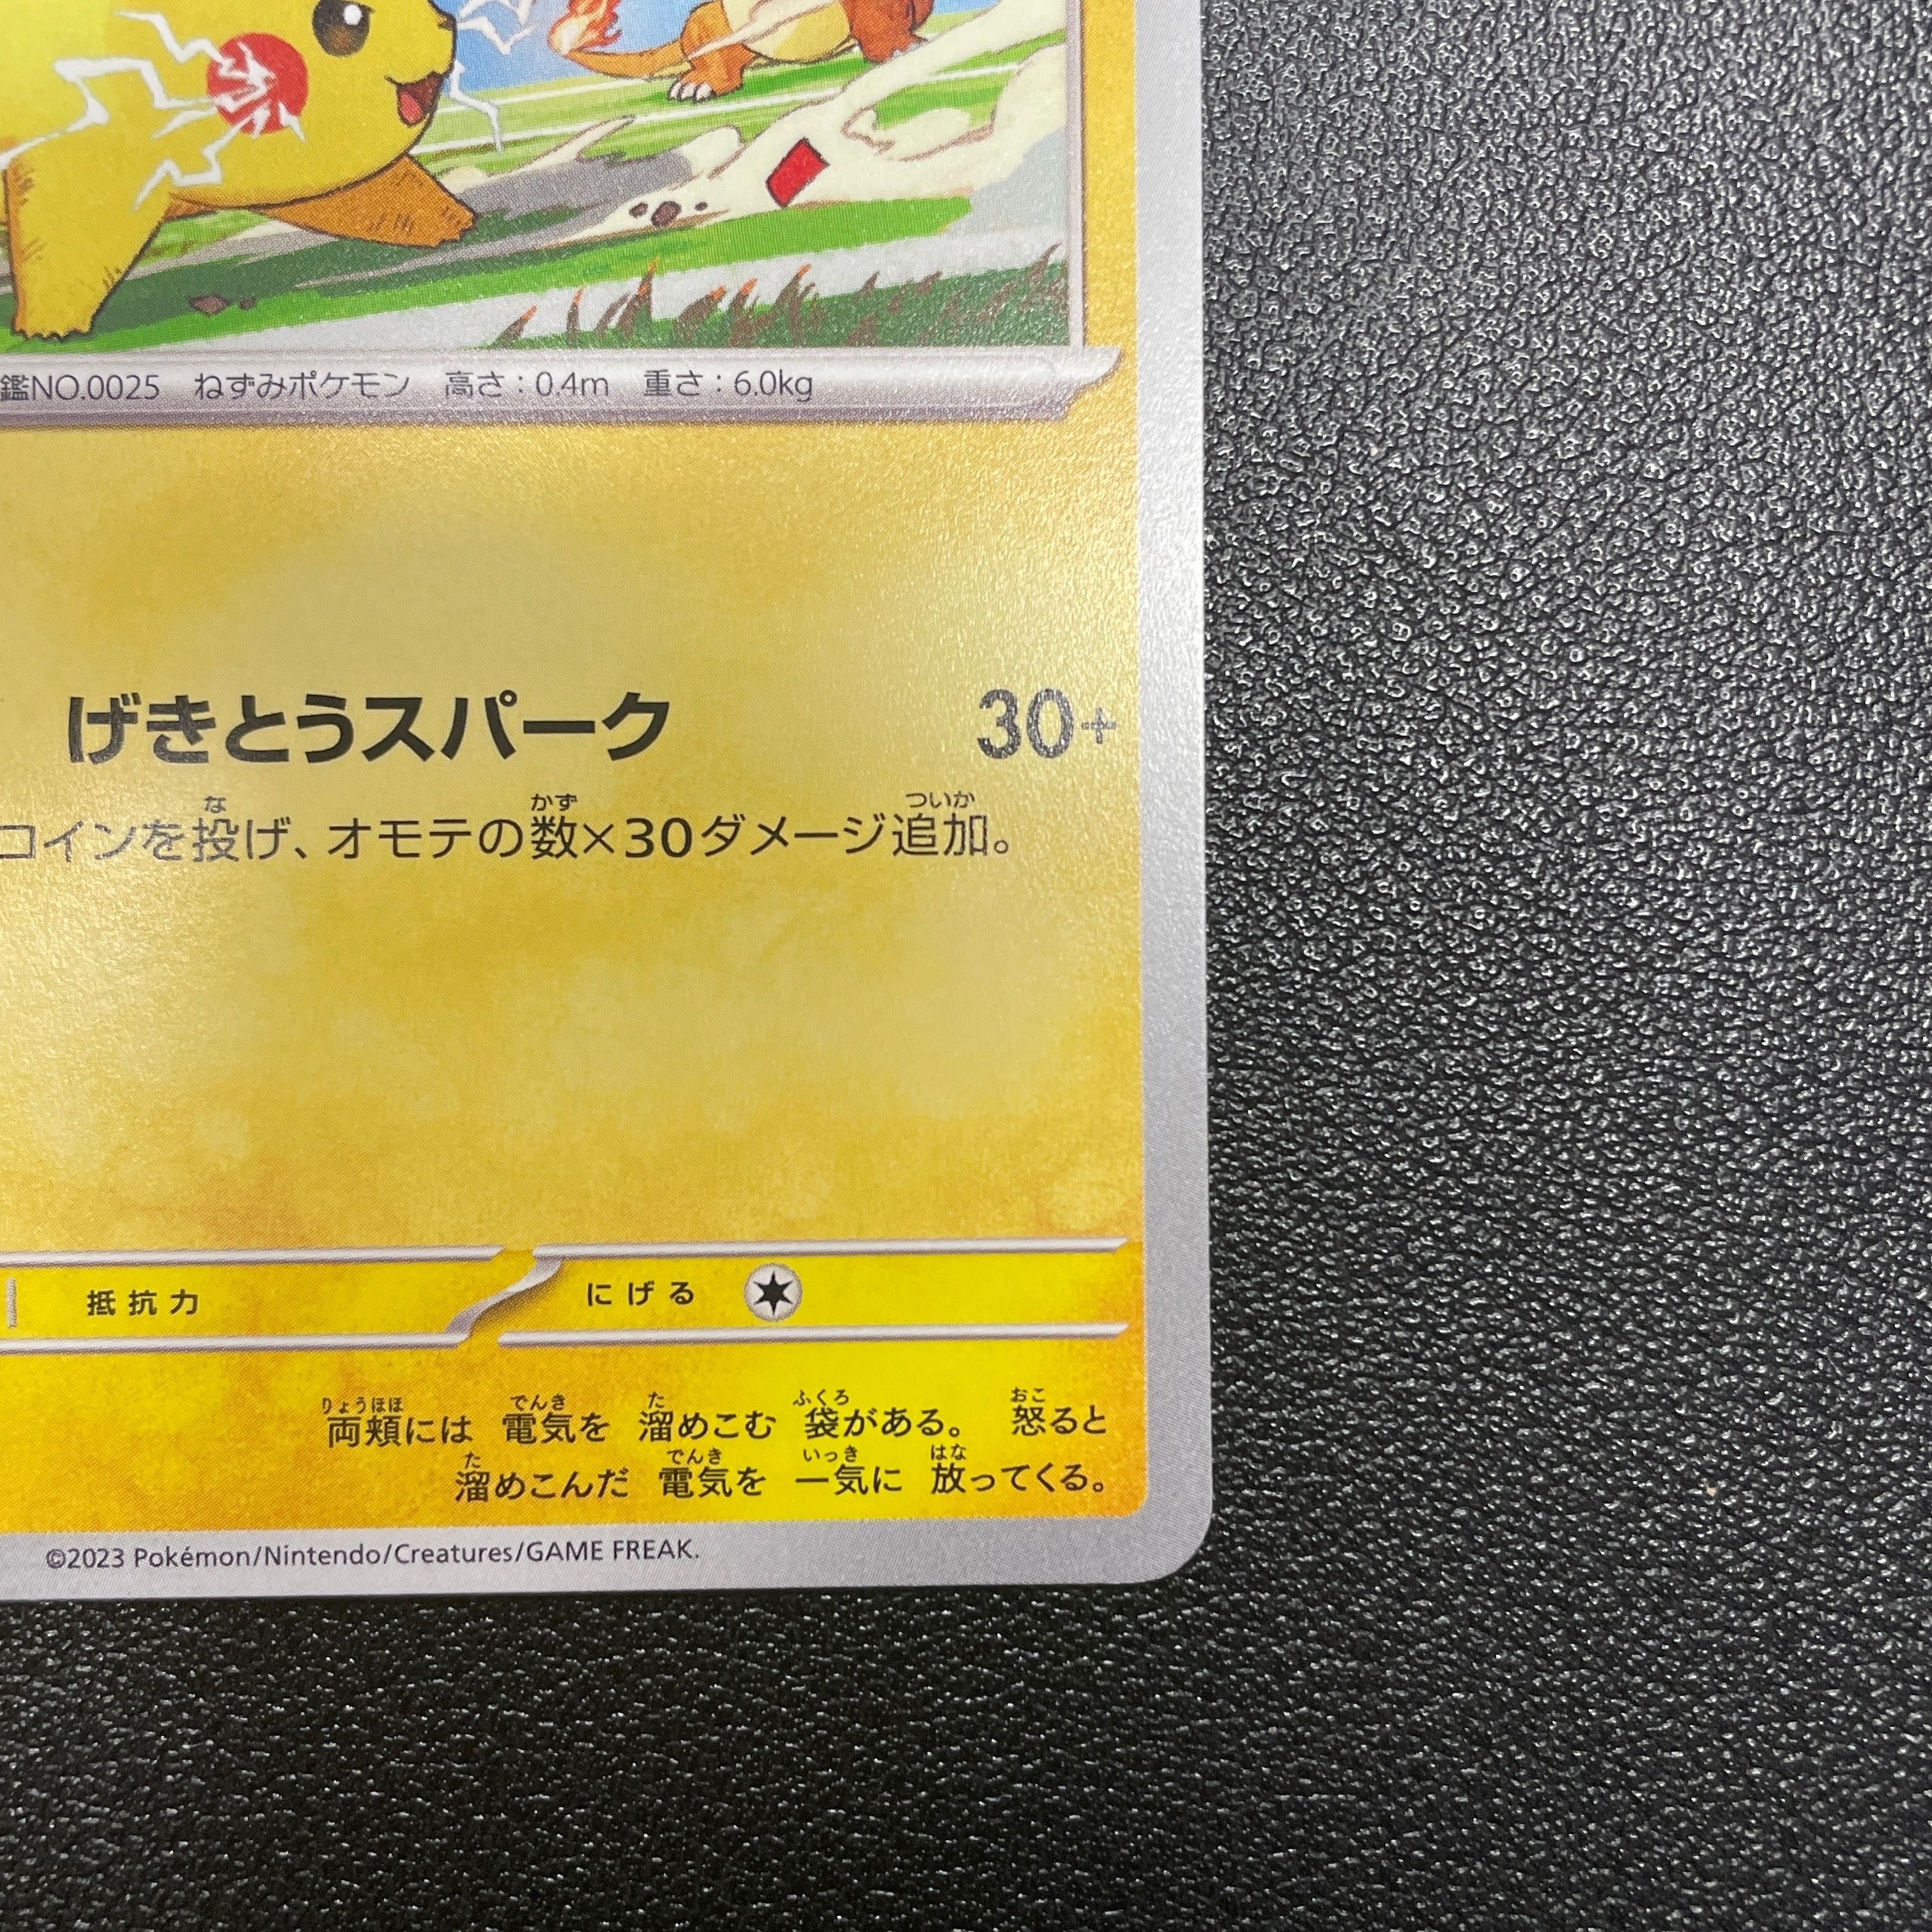 鑑NO.0025 ねずみポケモン 高さ:0.4m 重さ:6.0kg
げきとうスパーク 30+
な かず ついか
コインを投げ、オモテの数×30ダメージ追加。
抵抗力 にげる
りょうほほ でんき た ふくろ おこ
両頬には 電気を 溜めこむ 袋がある。 怒ると
た でんき いっき はな
溜めこんだ 電気を 一気に 放ってくる。
©2023 Pokémon/Nintendo/Creatures/GAME FREAK.